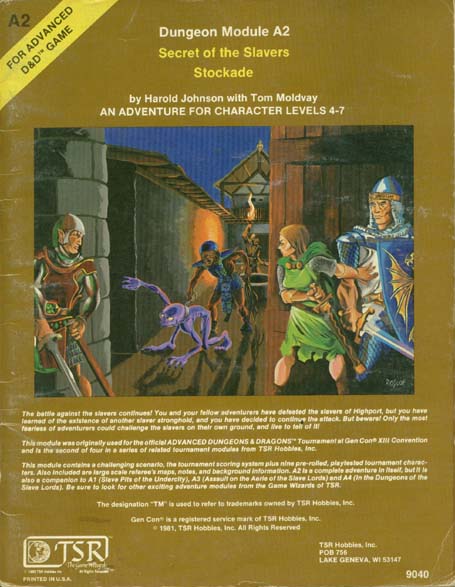 A2
FOR ADVANCED
D&D™ GAME
Dungeon Module A2
Secret of the Slavers
Stockade
by Harold Johnson with Tom Moldvay
AN ADVENTURE FOR CHARACTER LEVELS 4-7
The battle against the slavers continues! You and your fellow adventurers have defeated the slavers of Highport, but you have
learned of the existence of another slaver stronghold, and you have decided to continue the attack. But beware! Only the most
fearless of adventurers could challenge the slavers on their own ground, and live to tell of it!
This module was originally used for the official ADVANCED DUNGEONS & DRAGONS™ Tournament at Gen Con® XIII Convention
and is the second of four in a series of related tournament modules from TSR Hobbies, Inc.
This module contains a challenging scenario, the tournament scoring system plus nine pre-rolled, playtested tournament charac-
ters. Also included are large scale referee's maps, notes, and background information. A2 is a complete adventure in itself, but it is
also a companion to A1 (Slave Pits of the Undercity), A3 (Assault on the Aerie of the Slave Lords) and A4 (In the Dungeons of the
Slave Lords). Be sure to look for other exciting adventure modules from the Game Wizards of TSR.
The designation "TM" is used to refer to trademarks owned by TSR Hobbies, Inc.
Gen Con® is a registered service mark of TSR Hobbies, Inc.
© 1981, TSR Hobbies, Inc. All Rights Reserved
TSR
The Game Wizards
© 1980 TSR Hobbies Inc All Rights Reserved
PRINTED IN U.S.A.
TSR Hobbies, Inc.
POB 756
LAKE GENEVA, WI 53147
9040